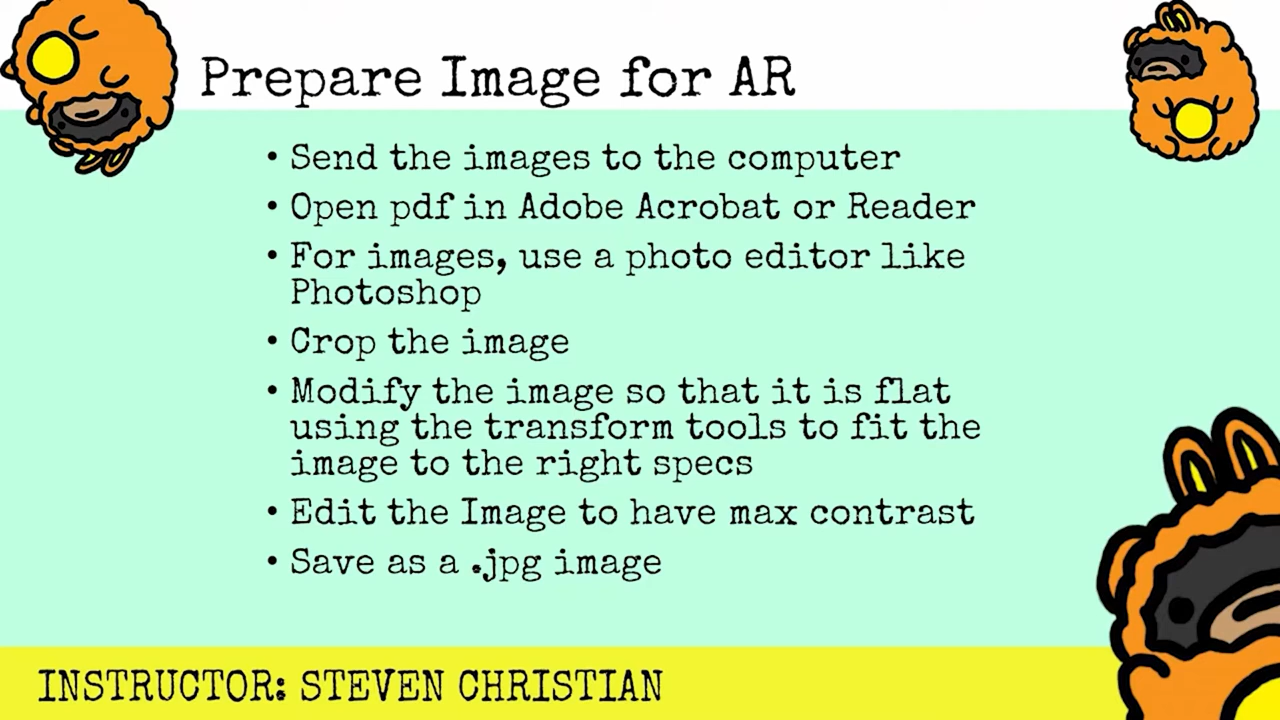 Prepare Image for AR
• Send the images to the computer
• Open pdf in Adobe Acrobat or Reader
• For images, use a photo editor like
Photoshop
• Crop the image
• Modify the image so that it is flat
using the transform tools to fit the
image to the right specs
• Edit the Image to have max contrast
• Save as a .jpg image
INSTRUCTOR: STEVEN CHRISTIAN